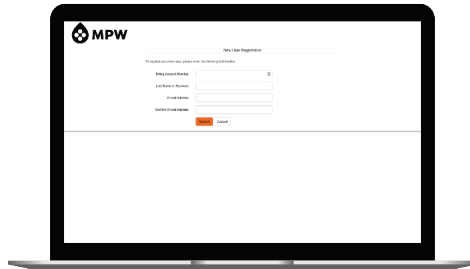 MPW
New User Registration
To register as a new user, please enter the following information:
Billing Account Number
Last Name or Business
E-mail Address
Confirm E-mail Address
Submit Cancel